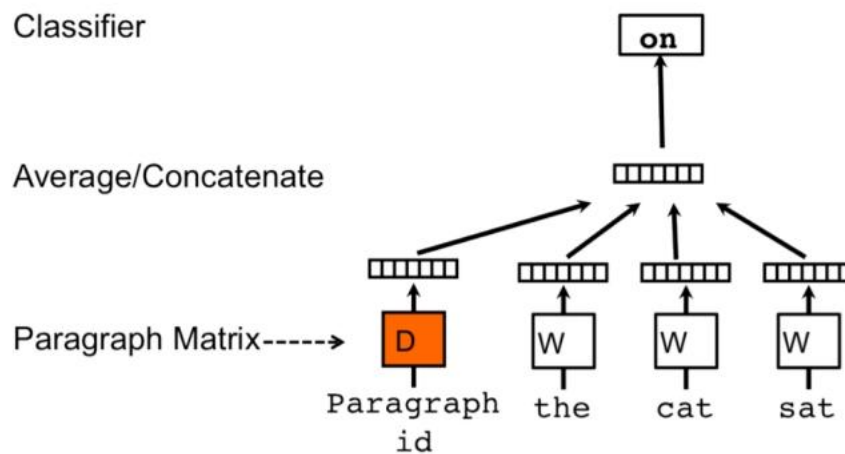 Classifier
on
Average/Concatenate
Paragraph Matrix
D
W
W
W
Paragraph
id
the
cat
sat